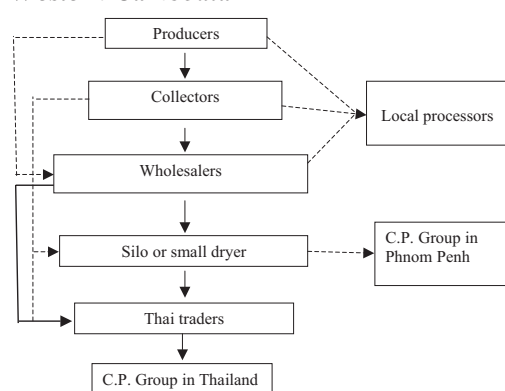 Producers
Collectors
Local processors
Wholesalers
C.P. Group in
Phnom Penh
Silo or small dryer
Thai traders
C.P. Group in Thailand